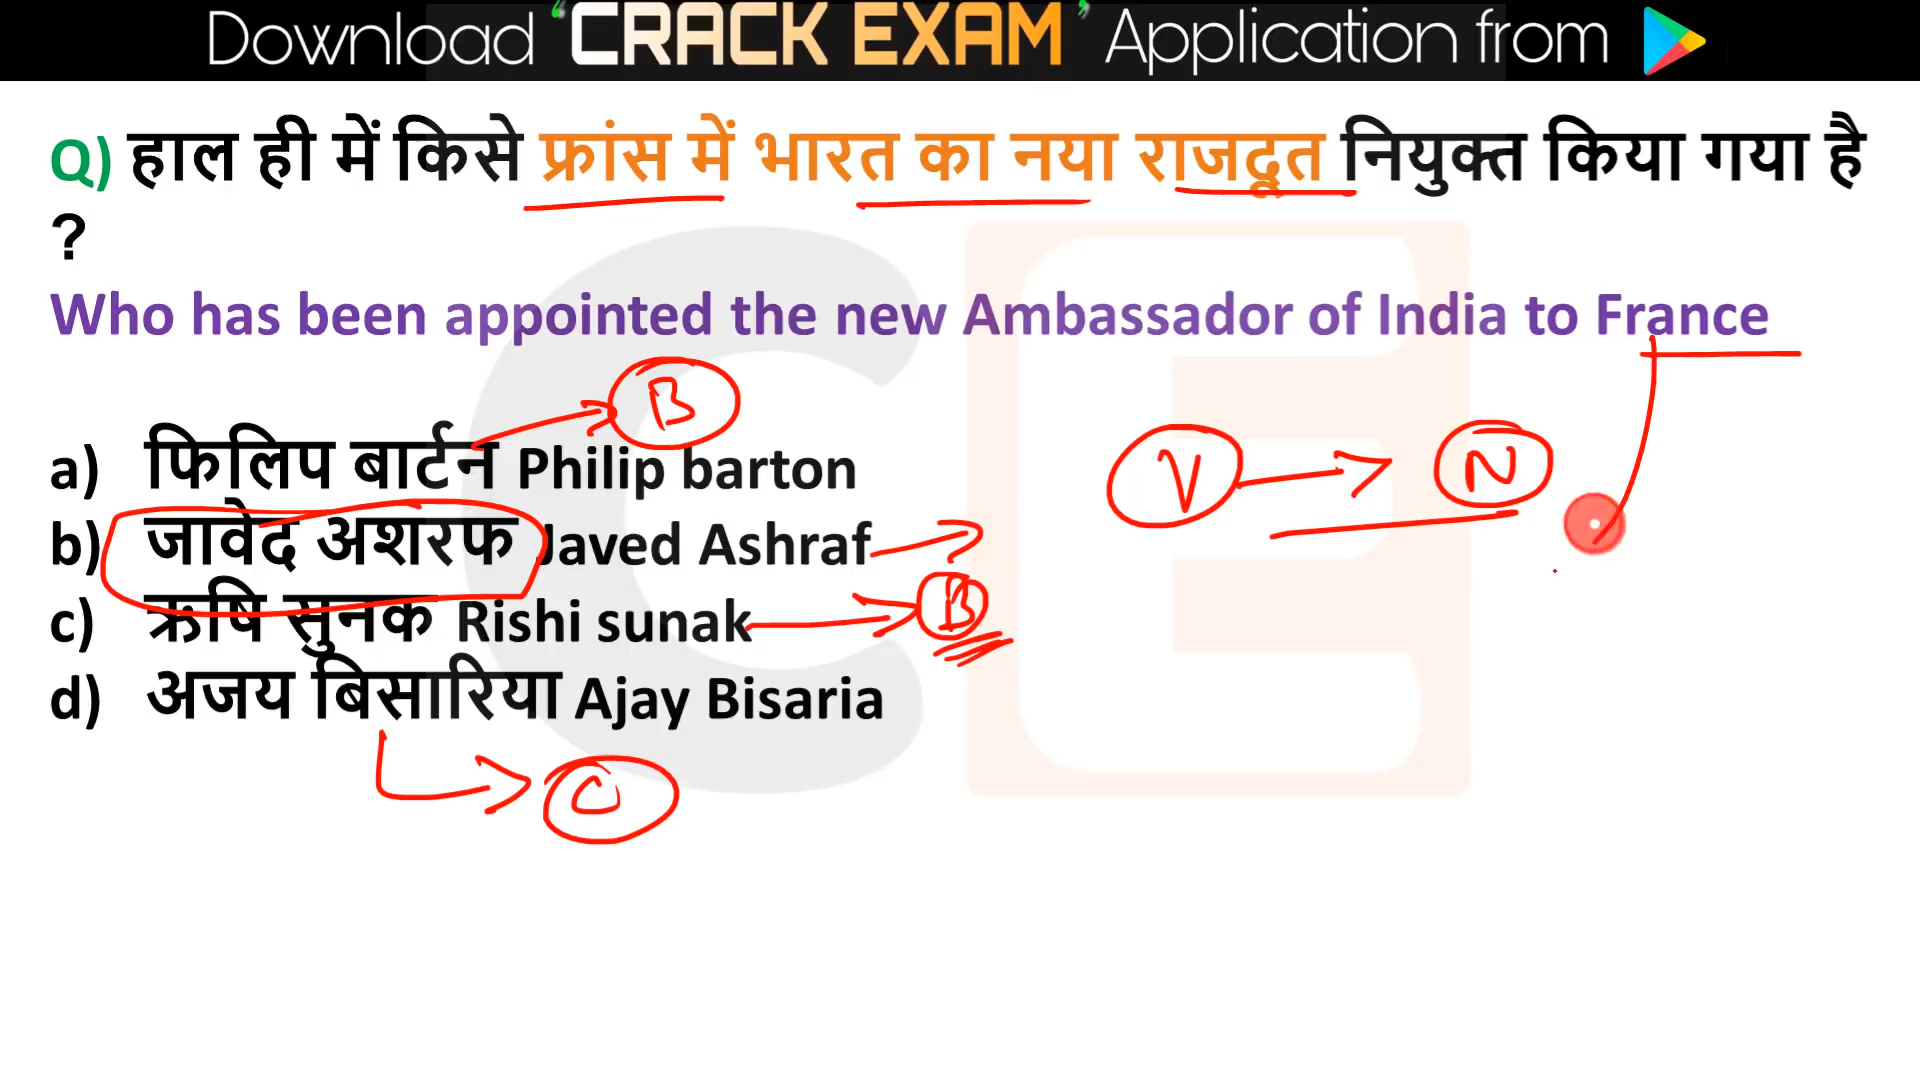 Download ‘CRACK EXAM’ Application from
Q) हाल ही में किसे फ्रांस में भारत का नया राजदूत नियुक्त किया गया है
?
Who has been appointed the new Ambassador of India to France
B
a) फिलिप बार्टन Philip barton
V N
b) जावेद अशरफ Javed Ashraf
c) ऋषि सुनक Rishi sunak B
d) अजय बिसारिया Ajay Bisaria
C
CE